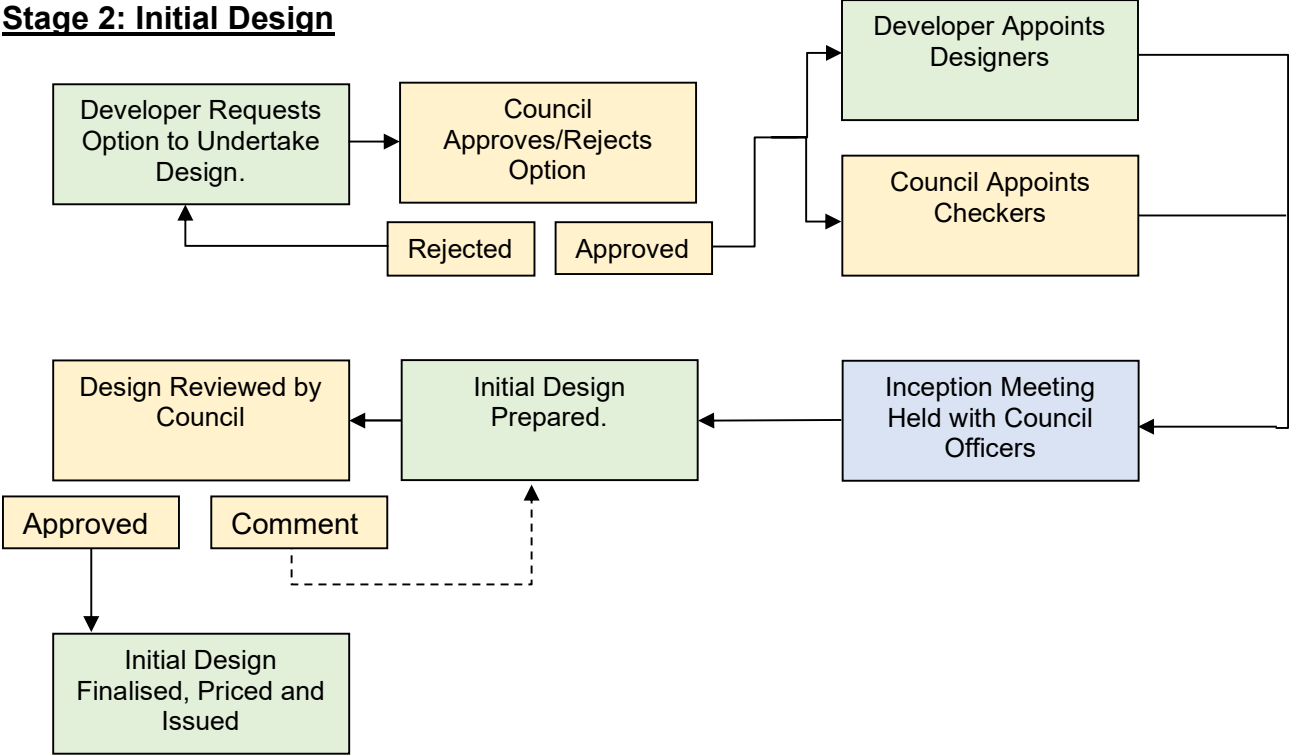 Stage 2: Initial Design
Developer Requests
Option to Undertake
Design.
Council
Approves/Rejects
Option
Rejected
Approved
Developer Appoints
Designers
Council Appoints
Checkers
Design Reviewed by
Council
Initial Design
Prepared.
Inception Meeting
Held with Council
Officers
Approved
Comment
Initial Design
Finalised, Priced and
Issued